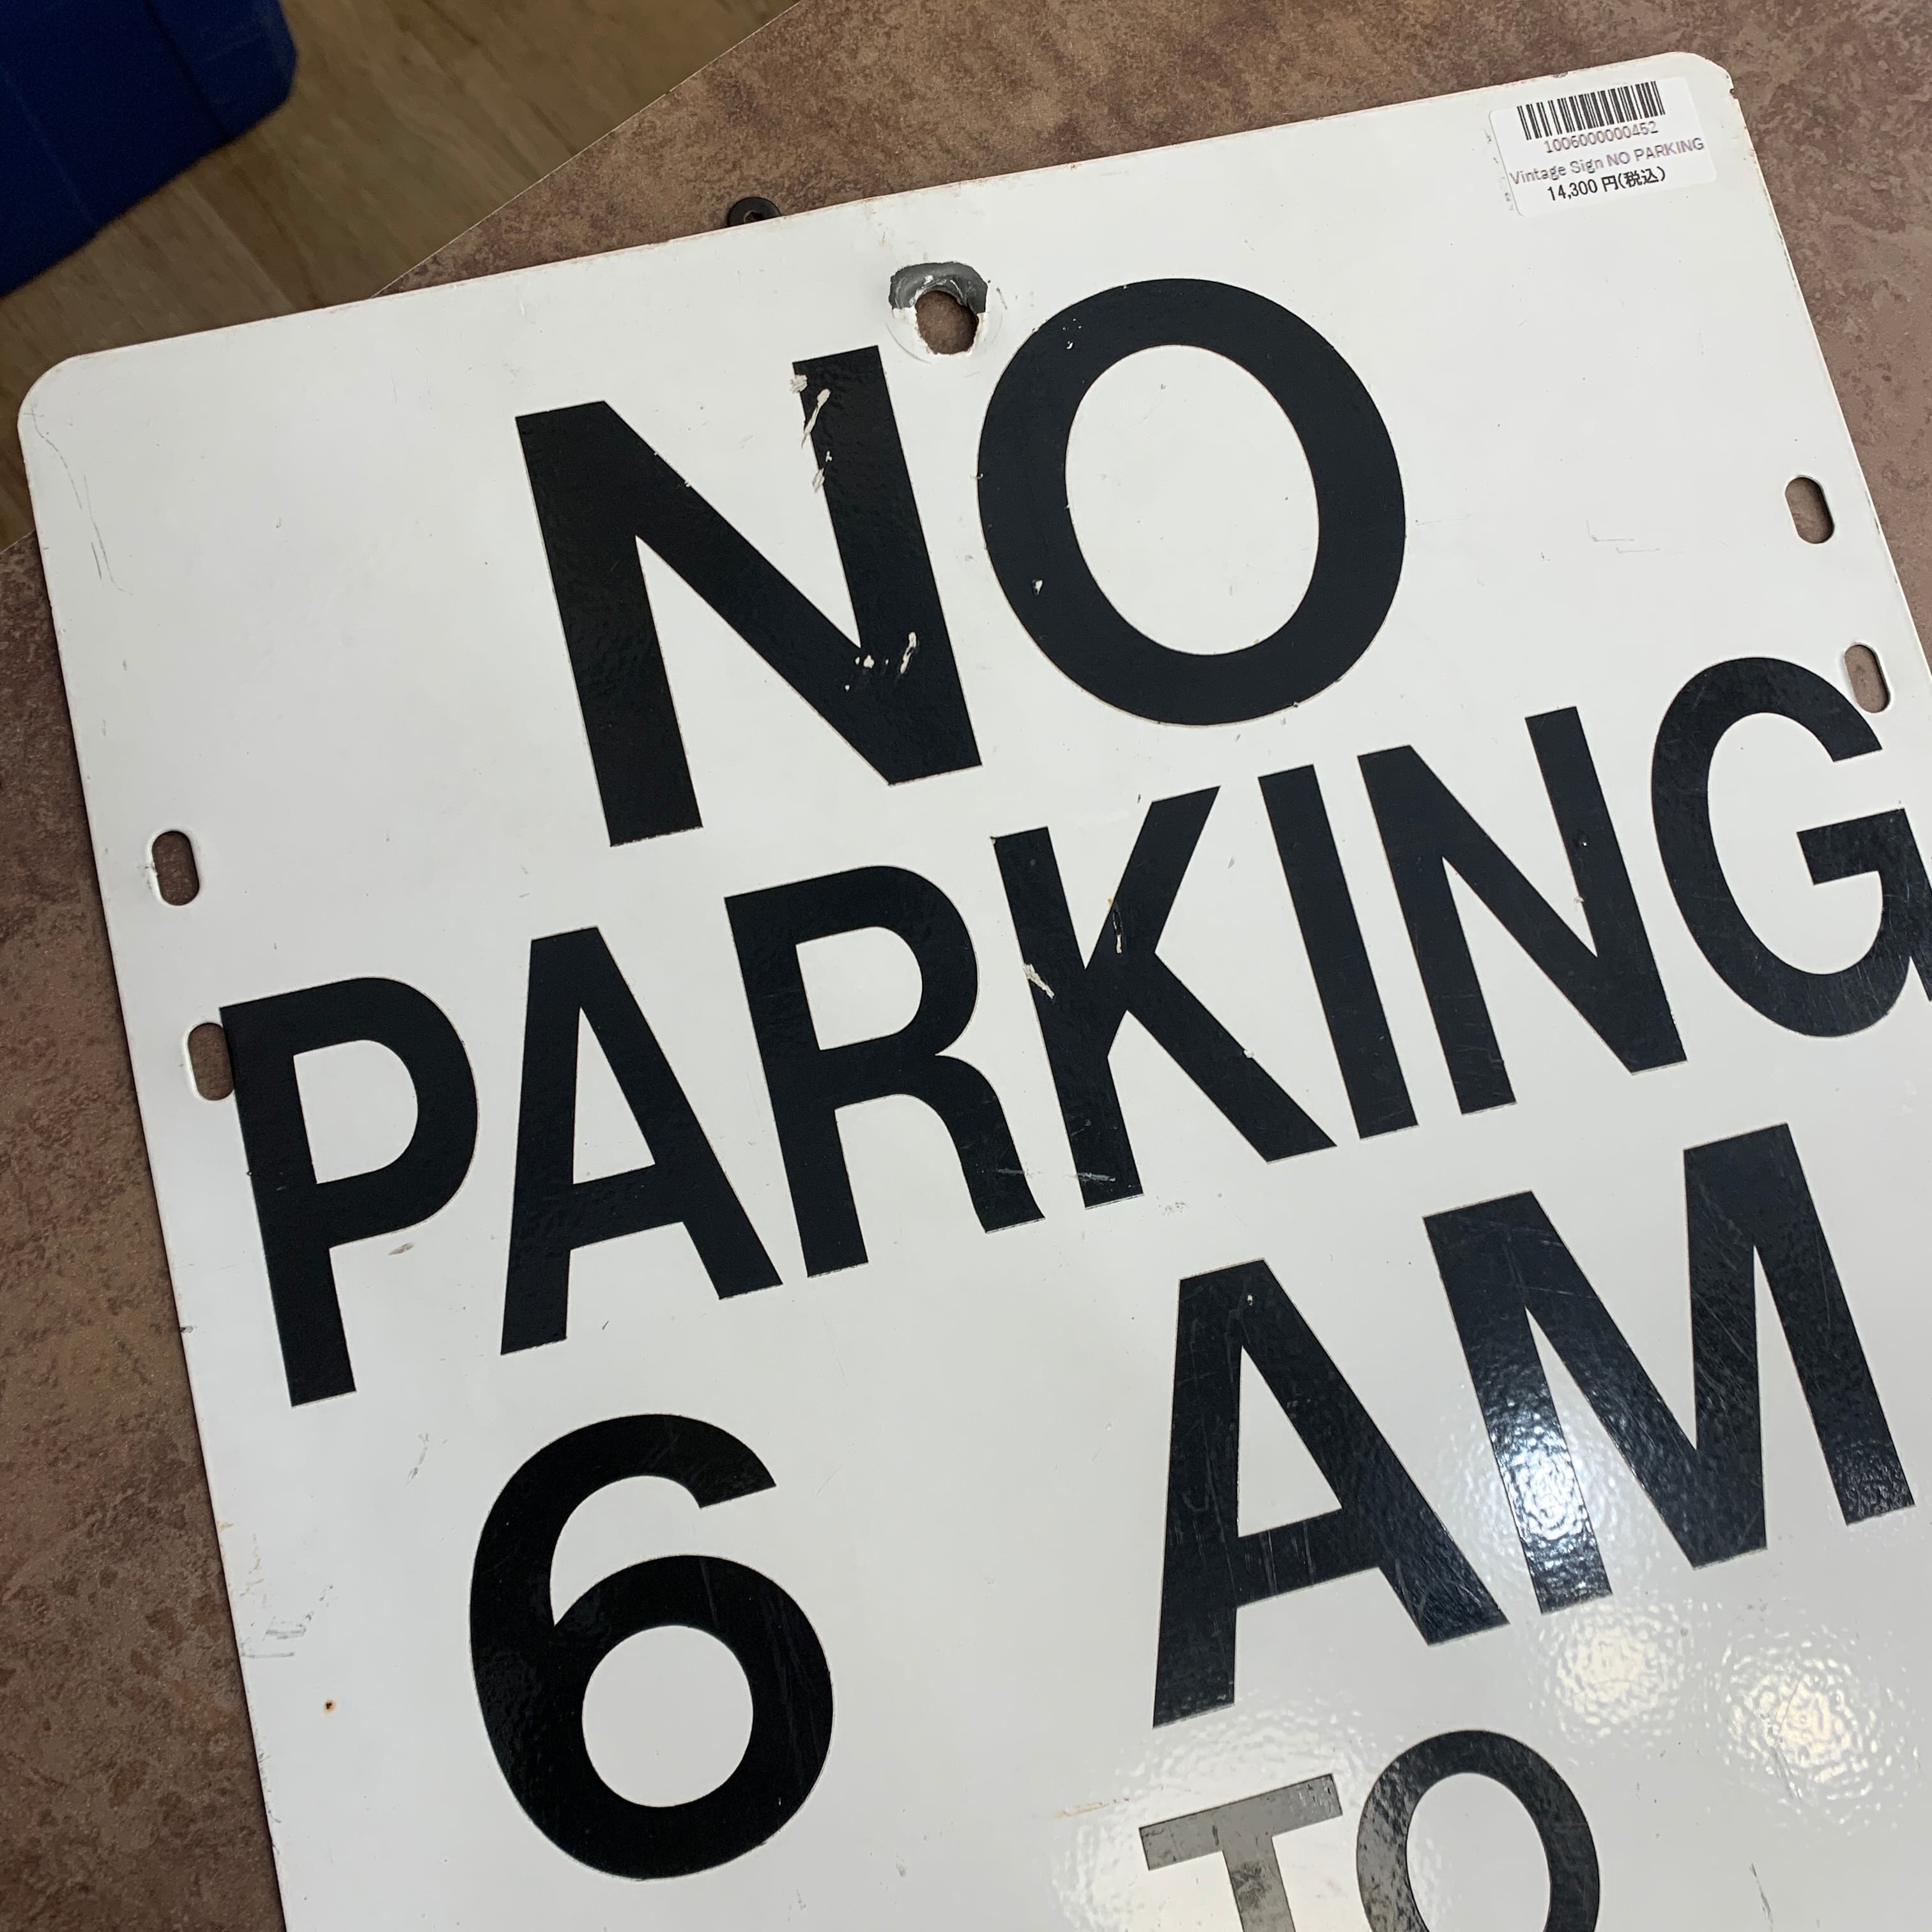 1006000000452
Vintage Sign NO PARKING
14,300 円(税込)
NO
PARKING
6 AM
TO